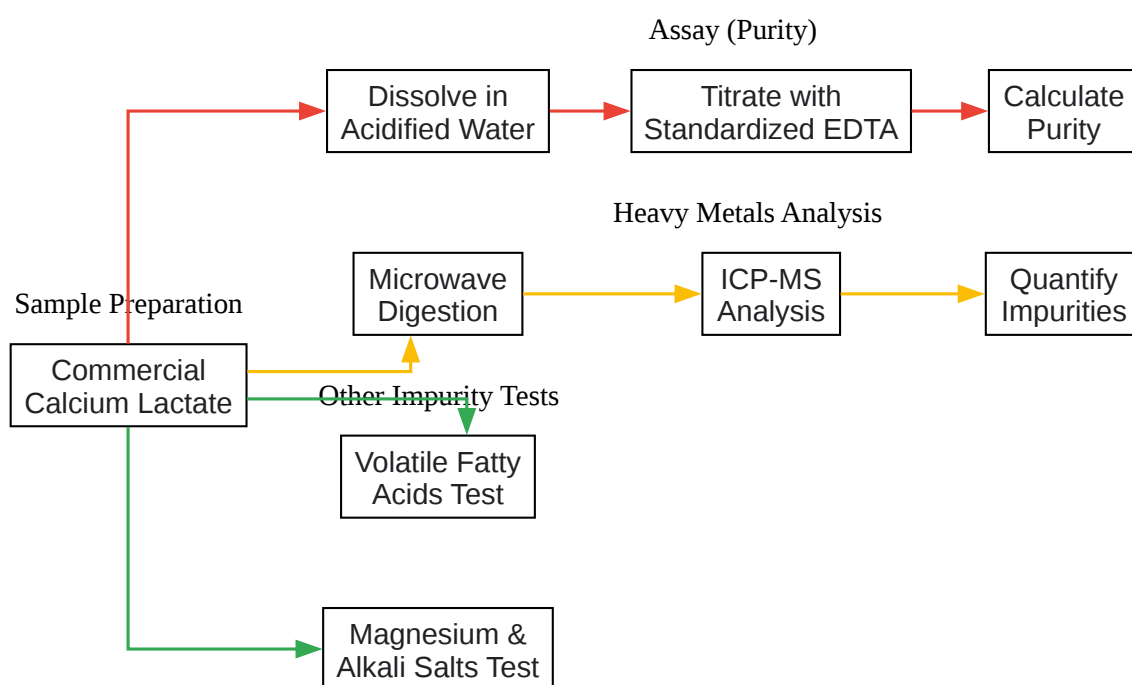 Assay (Purity)
Dissolve in
Acidified Water
Titrate with
Standardized EDTA
Calculate
Purity
Heavy Metals Analysis
Microwave
Digestion
ICP-MS
Analysis
Quantify
Impurities
Sample Preparation
Commercial
Calcium Lactate
Other Impurity Tests
Volatile Fatty
Acids Test
Magnesium &
Alkali Salts Test